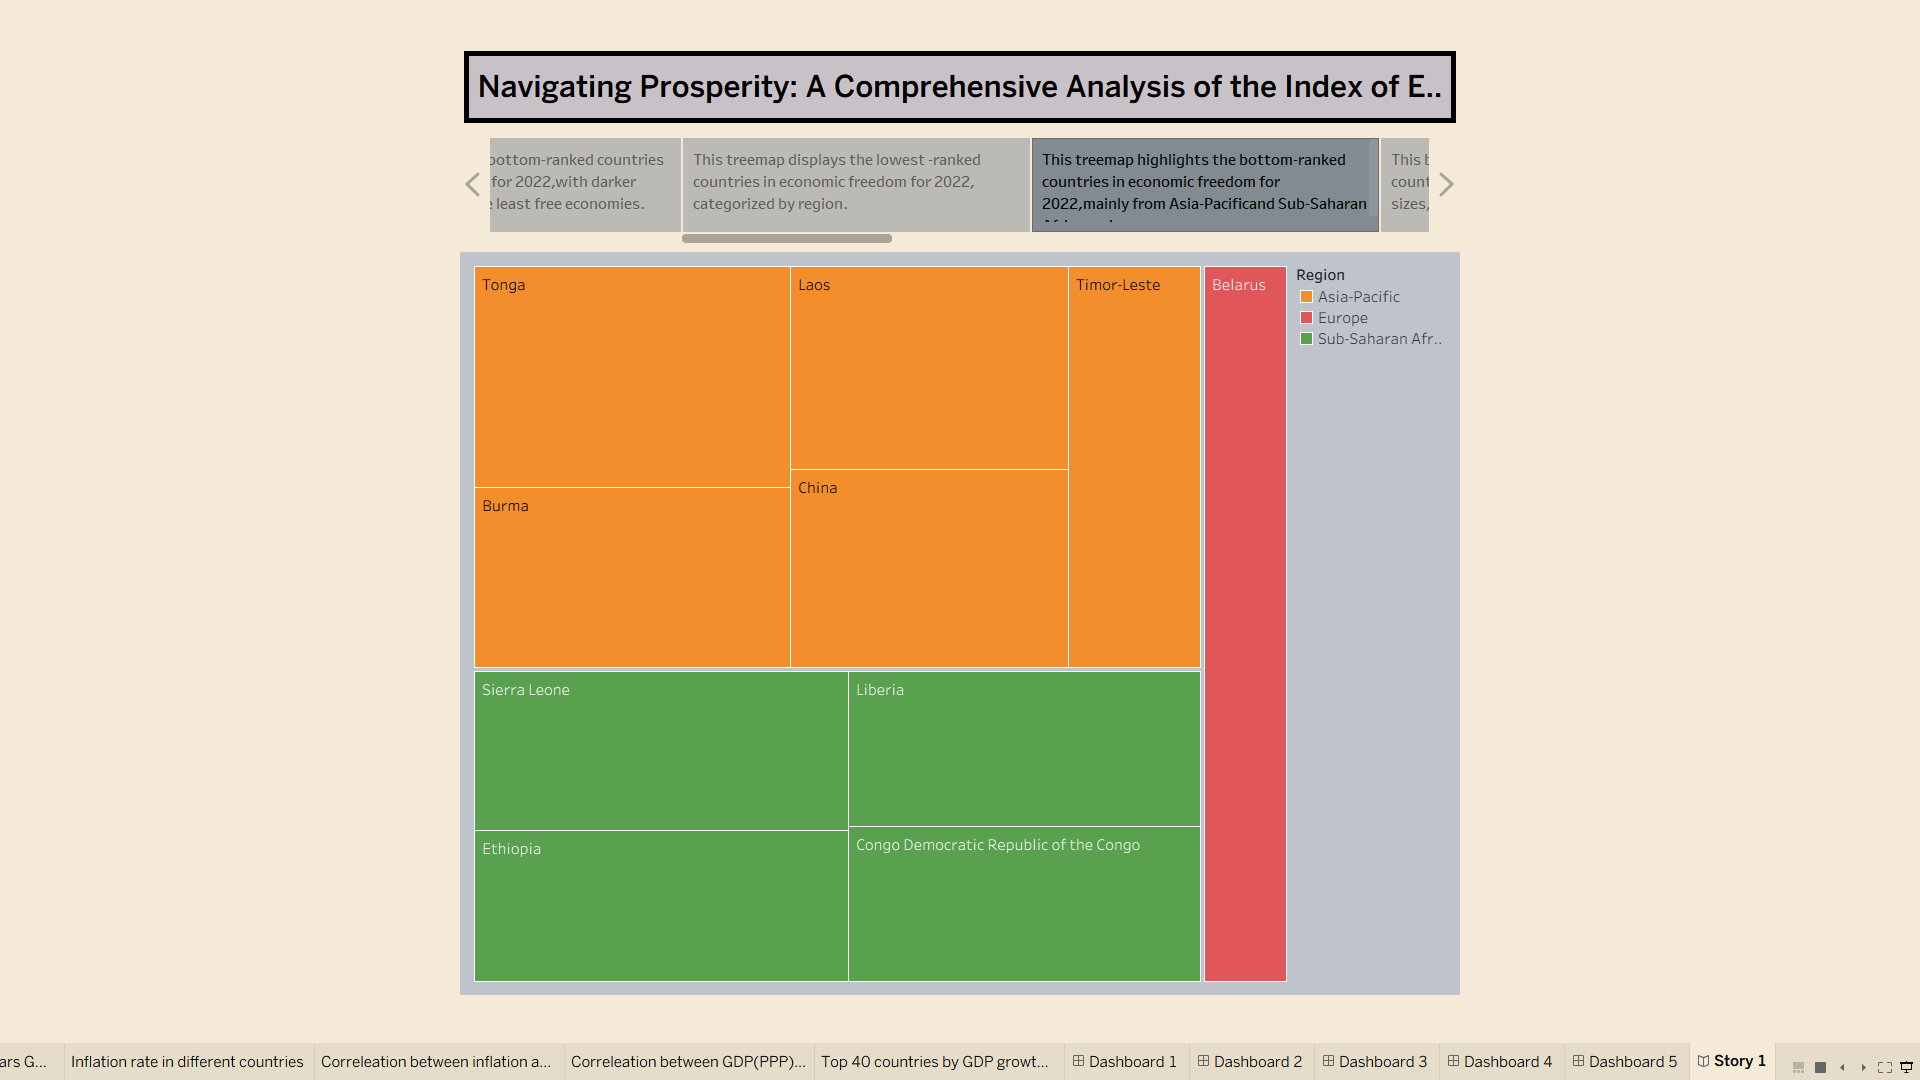 Navigating Prosperity: A Comprehensive Analysis of the Index of E..
bottom-ranked countries
for 2022,with darker
least free economies.
This treemap displays the lowest -ranked
countries in economic freedom for 2022,
categorized by region.
This treemap highlights the bottom-ranked
countries in economic freedom for
2022,mainly from Asia-Pacificand Sub-Saharan
This
sizes,
Tonga
Laos
Timor-Leste
Belarus
Burma
China
Sierra Leone
Liberia
Ethiopia
Congo Democratic Republic of the Congo
Region
Asia-Pacific
Europe
Sub-Saharan Afr..
ars G...
Inflation rate in different countries
Correleation between inflation a...
Correleation between GDP(PPP)...
Top 40 countries by GDP growt...
Dashboard 1
Dashboard 2
Dashboard 3
Dashboard 4
Dashboard 5
Story 1